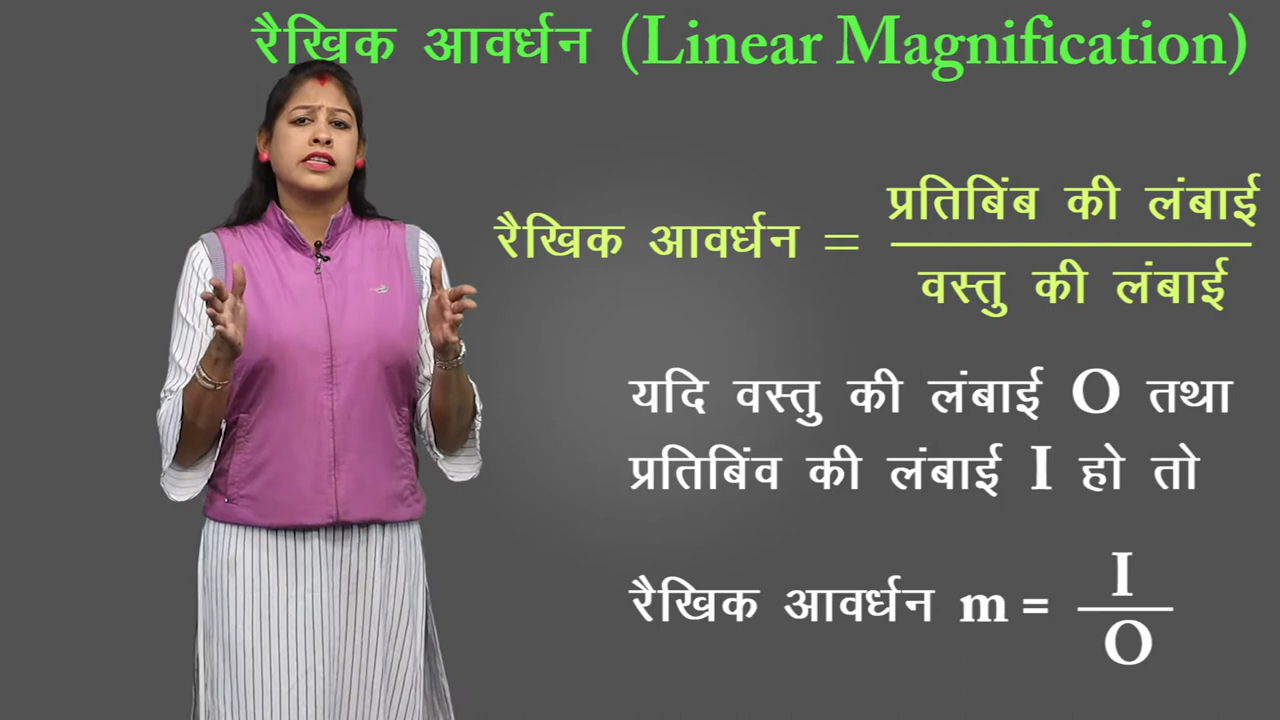 रैखिक आवर्धन (Linear Magnification)
रैखिक आवर्धन = प्रतिबिंब की लंबाई
वस्तु की लंबाई
यदि वस्तु की लंबाई O तथा
प्रतिबिंव की लंबाई I हो तो
रैखिक आवर्धन m = I
O